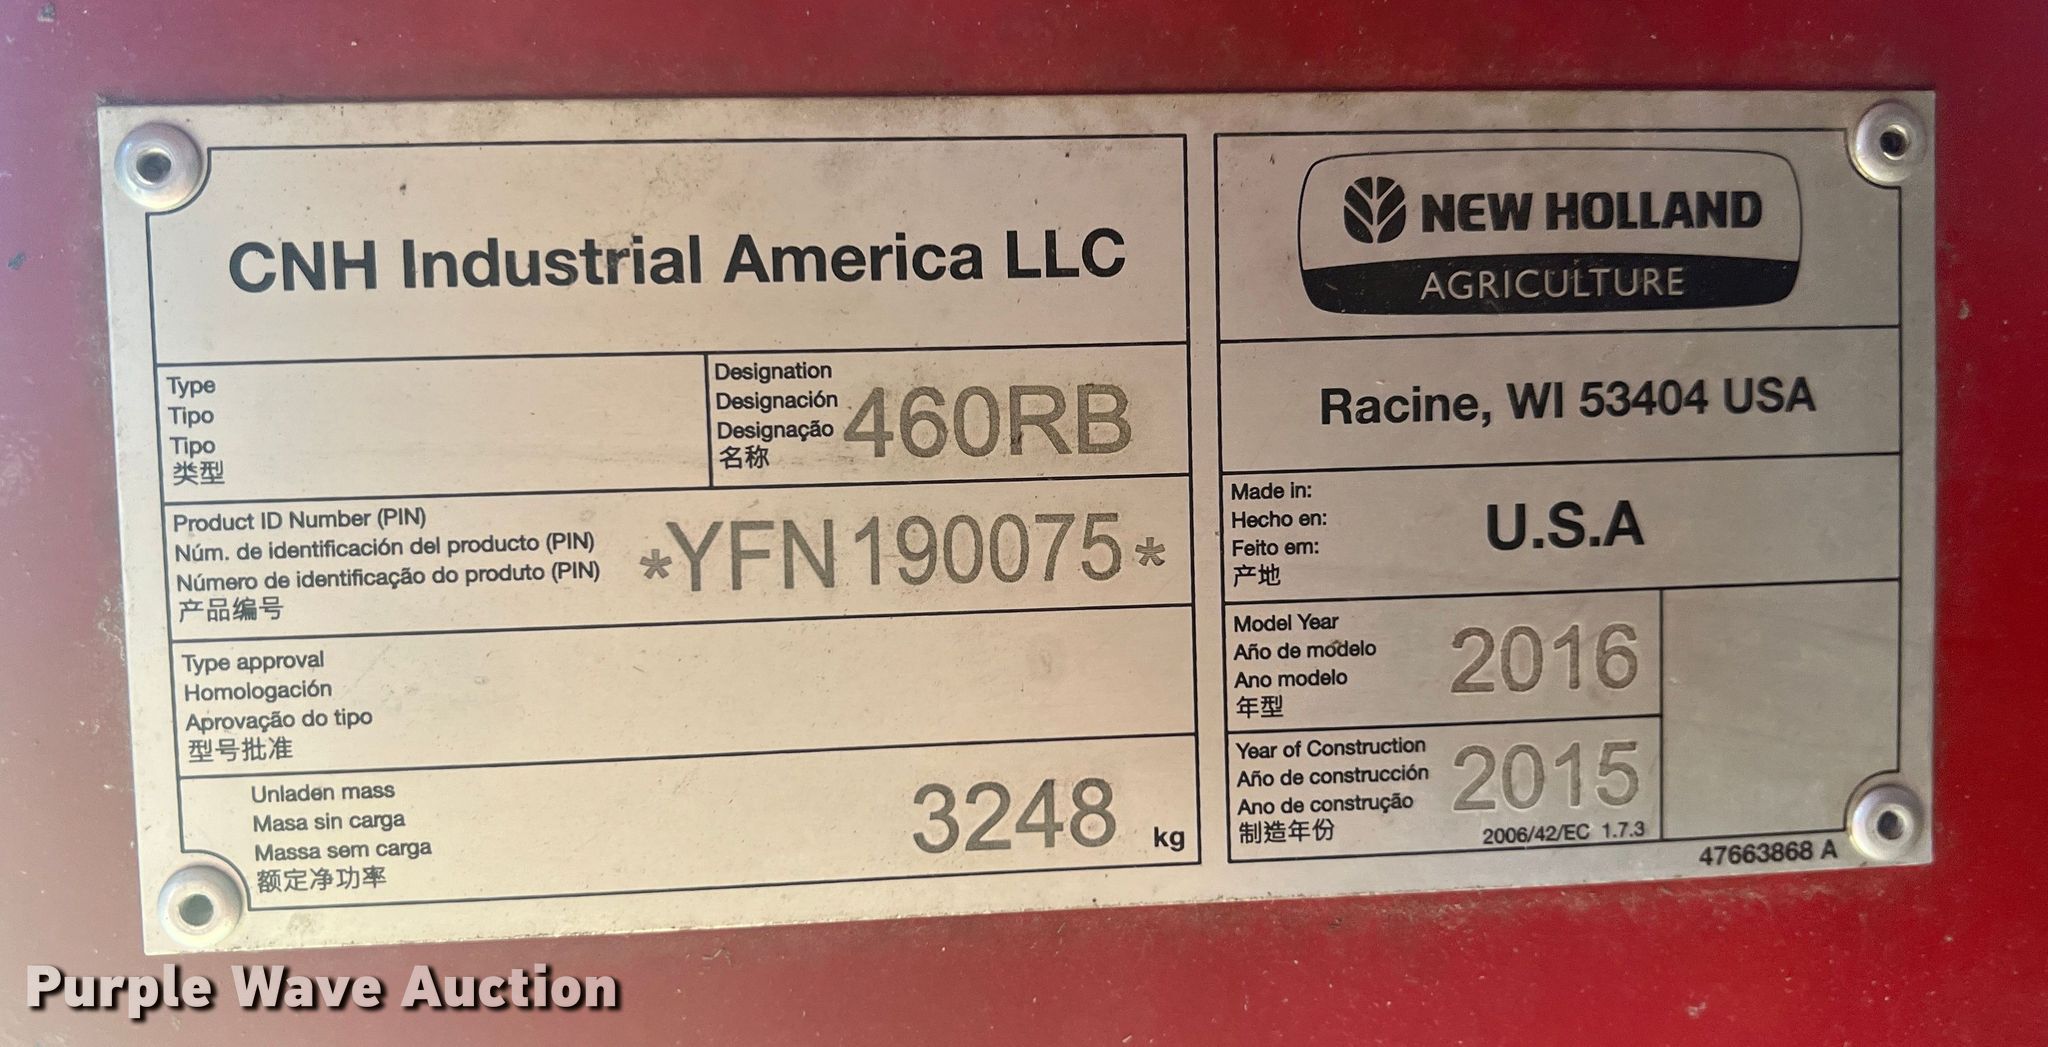 CNH Industrial America LLC
Type
Tipo
Tipo
类型
Designation
Designación
Designação
名称
460RB
Product ID Number (PIN)
Núm. de identificación del producto (PIN)
Número de identificação do produto (PIN)
产品编号
*YFN190075*
Type approval
Homologación
Aprovação do tipo
型号批准
Unladen mass
Masa sin carga
Massa sem carga
额定净功率
3248 kg
NEW HOLLAND
AGRICULTURE
Racine, WI 53404 USA
Made in:
Hecho en:
Feito em:
产地
U.S.A
Model Year
Año de modelo
Ano modelo
年型
2016
Year of Construction
Año de construcción
Ano de construção
制造年份
2015
2006/42/EC 1.7.3
47663868 A
Purple Wave Auction